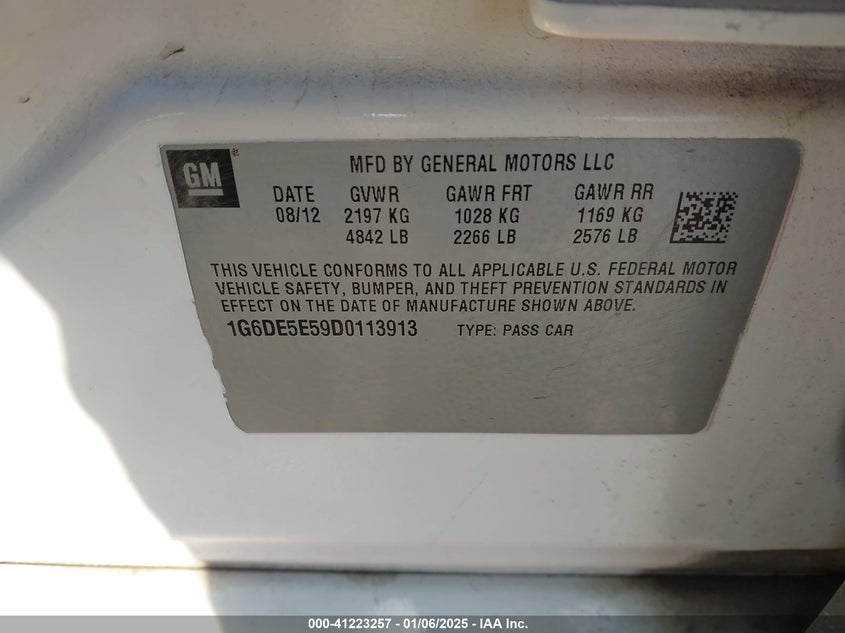 GM
MFD BY GENERAL MOTORS LLC
DATE GVWR GAWR FRT GAWR RR
08/12 2197 KG 1028 KG 1169 KG
4842 LB 2266 LB 2576 LB
THIS VEHICLE CONFORMS TO ALL APPLICABLE U.S. FEDERAL MOTOR
VEHICLE SAFETY, BUMPER, AND THEFT PREVENTION STANDARDS IN
EFFECT ON THE DATE OF MANUFACTURE SHOWN ABOVE.
1G6DE5E59D0113913 TYPE: PASS CAR
000-41223257 - 01/06/2025 - IAA Inc.